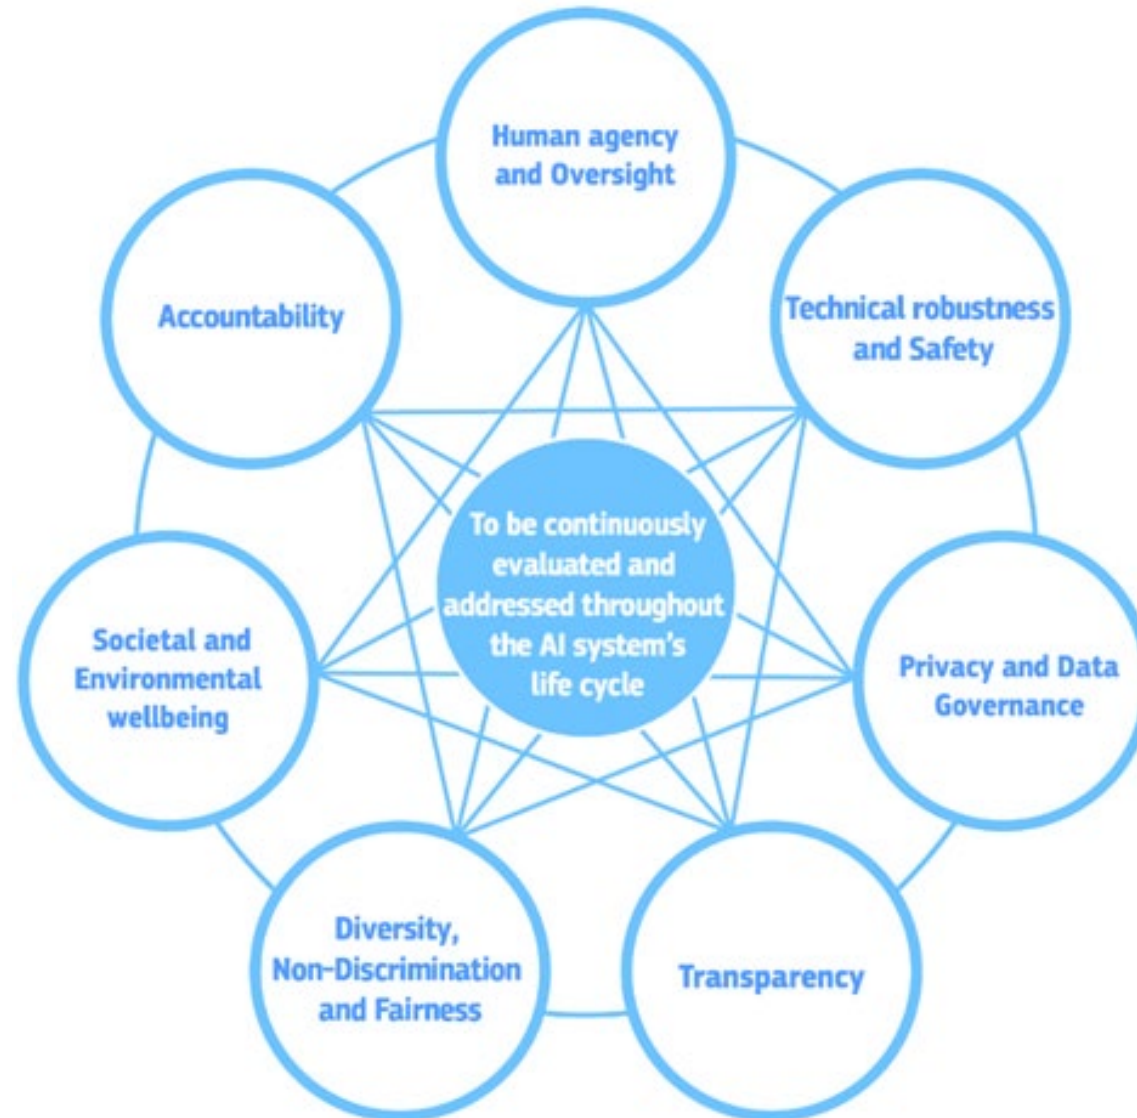 Human agency
and Oversight
Technical robustness
and Safety
Privacy and Data
Governance
Transparency
Diversity,
Non-Discrimination
and Fairness
Societal and
Environmental
wellbeing
Accountability
To be continuously
evaluated and
addressed throughout
the AI system's
life cycle